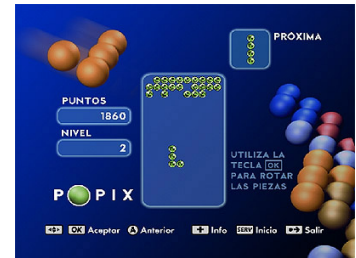 PRÓXIMA
PUNTOS
1860
NIVEL
2
UTILIZA LA
TECLA OK
PARA ROTAR
LAS PIEZAS
POPIX
OK Aceptar A Anterior + Info SERV Inicio Salir